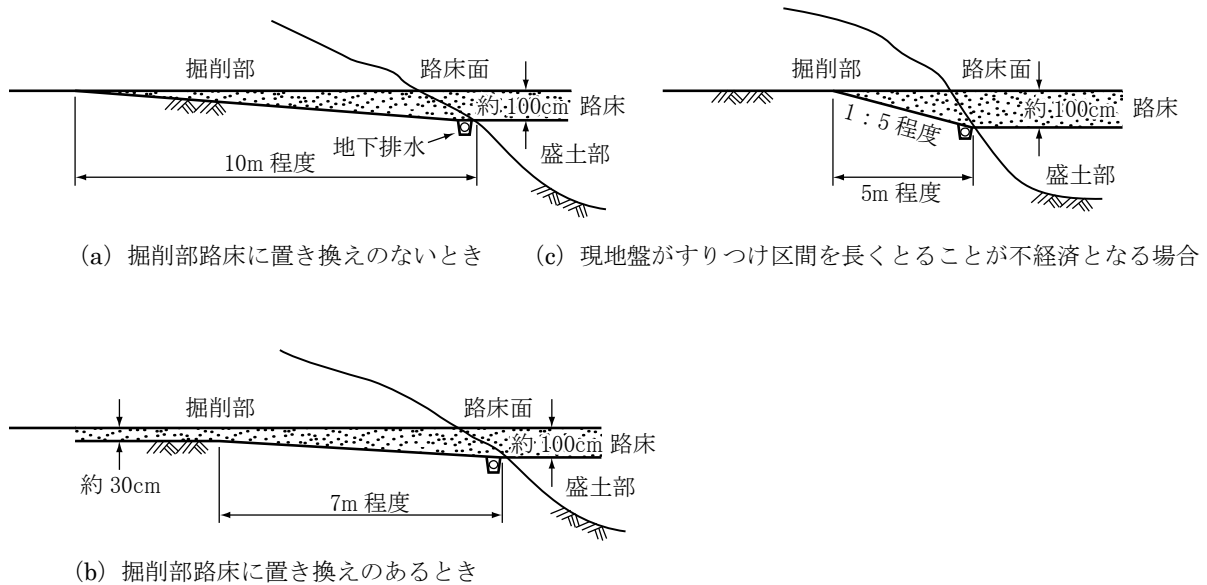 掘削部
路床面
約100cm 路床
地下排水
盛土部
10m 程度
(a) 掘削部路床に置き換えのないとき
掘削部
路床面
約100cm 路床
1：5 程度
盛土部
5m 程度
(c) 現地盤がすりつけ区間を長くとることが不経済となる場合
掘削部
路床面
約100cm 路床
約 30cm
盛土部
7m 程度
(b) 掘削部路床に置き換えのあるとき